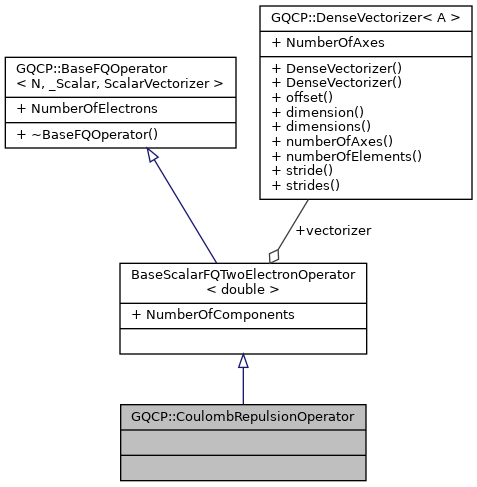 GQCP::DenseVectorizer< A >
+ NumberOfAxes
+ DenseVectorizer()
+ DenseVectorizer()
+ offset()
+ dimension()
+ dimensions()
+ numberOfAxes()
+ numberOfElements()
+ stride()
+ strides()
GQCP::BaseFQOperator
< N, _Scalar, ScalarVectorizer >
+ NumberOfElectrons
+ ~BaseFQOperator()
+vectorizer
BaseScalarFQTwoElectronOperator
< double >
+ NumberOfComponents
GQCP::CoulombRepulsionOperator